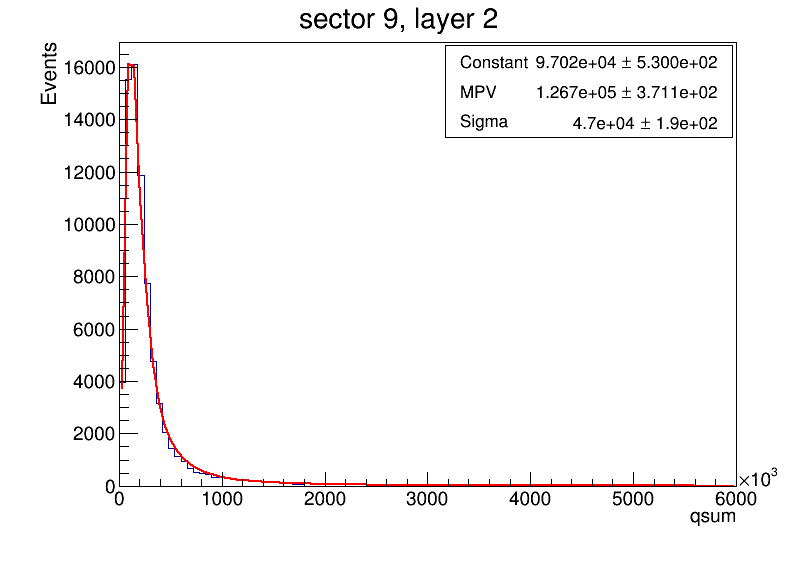 sector 9, layer 2
Events
Constant 9.702e+04 ± 5.300e+02
MPV 1.267e+05 ± 3.711e+02
Sigma 4.7e+04 ± 1.9e+02
16000
14000
12000
10000
8000
6000
4000
2000
0
0 1000 2000 3000 4000 5000 6000
×10³
qsum